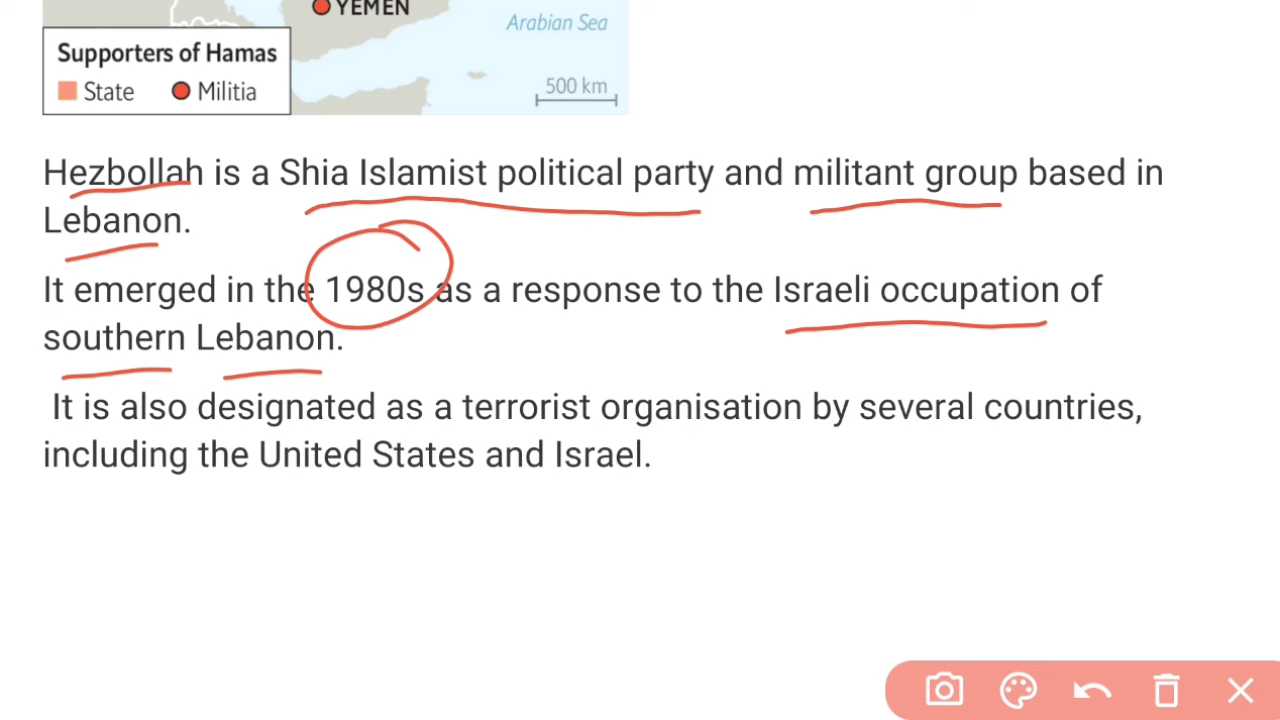 YEMEN
Arabian Sea
Supporters of Hamas
State Militia
500 km
Hezbollah is a Shia Islamist political party and militant group based in
Lebanon.
It emerged in the 1980s as a response to the Israeli occupation of
southern Lebanon.
It is also designated as a terrorist organisation by several countries,
including the United States and Israel.